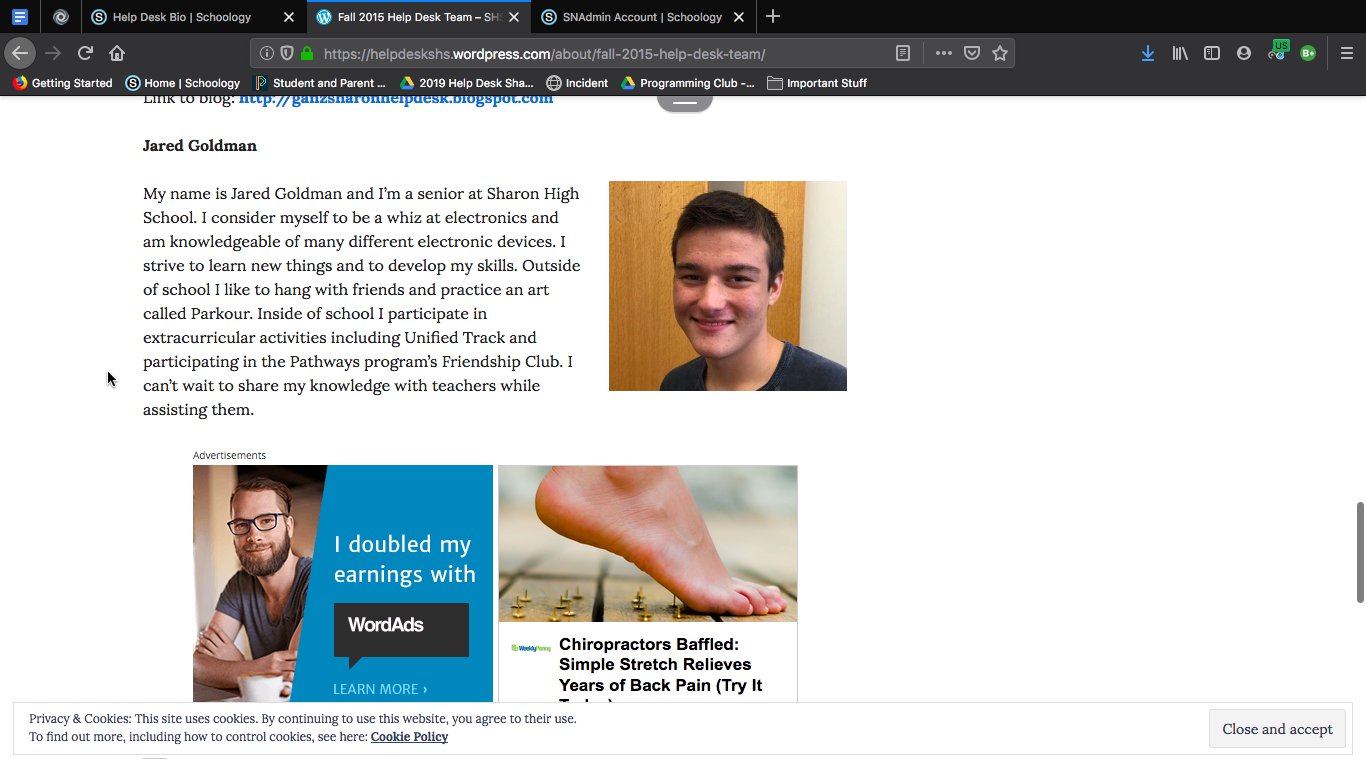 Help Desk Bio | Schoology
Fall 2015 Help Desk Team – SHS
SNAdmin Account | Schoology
https://helpdeskshs.wordpress.com/about/fall-2015-help-desk-team/
US
B+
Getting Started
Home | Schoology
Student and Parent ...
2019 Help Desk Sha...
Incident
Programming Club -...
Important Stuff
Link to blog: http://ganzsharonhelpdesk.blogspot.com
Jared Goldman
My name is Jared Goldman and I’m a senior at Sharon High
School. I consider myself to be a whiz at electronics and
am knowledgeable of many different electronic devices. I
strive to learn new things and to develop my skills. Outside
of school I like to hang with friends and practice an art
called Parkour. Inside of school I participate in
extracurricular activities including Unified Track and
participating in the Pathways program’s Friendship Club. I
can’t wait to share my knowledge with teachers while
assisting them.
Advertisements
I doubled my
earnings with
WordAds
LEARN MORE ›
WeeklyPenny
Chiropractors Baffled:
Simple Stretch Relieves
Years of Back Pain (Try It
Privacy & Cookies: This site uses cookies. By continuing to use this website, you agree to their use.
To find out more, including how to control cookies, see here: Cookie Policy
Close and accept